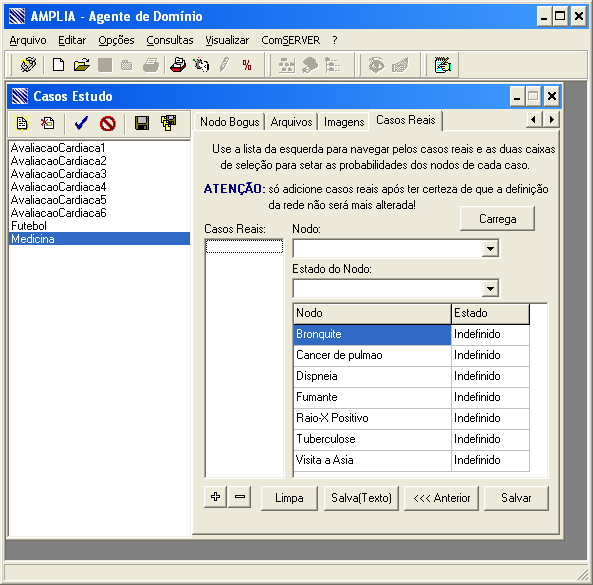 AMPLIA - Agente de Domínio
Arquivo Editar Opções Consultas Visualizar ComSERVER ?
%
Casos Estudo
Nodo Bogus Arquivos Imagens Casos Reais
AvaliacaoCardiaca1
AvaliacaoCardiaca2
AvaliacaoCardiaca3
AvaliacaoCardiaca4
AvaliacaoCardiaca5
AvaliacaoCardiaca6
Futebol
Medicina
Use a lista da esquerda para navegar pelos casos reais e as duas caixas
de seleção para setar as probabilidades dos nodos de cada caso.
ATENÇÃO: só adicione casos reais após ter certeza de que a definição
da rede não será mais alterada!
Carrega
Casos Reais:
Nodo:
Estado do Nodo:
Nodo Estado
Bronquite Indefinido
Cancer de pulmao Indefinido
Dispneia Indefinido
Fumante Indefinido
Raio-X Positivo Indefinido
Tuberculose Indefinido
Visita a Asia Indefinido
Limpa Salva(Texto) <<< Anterior Salvar